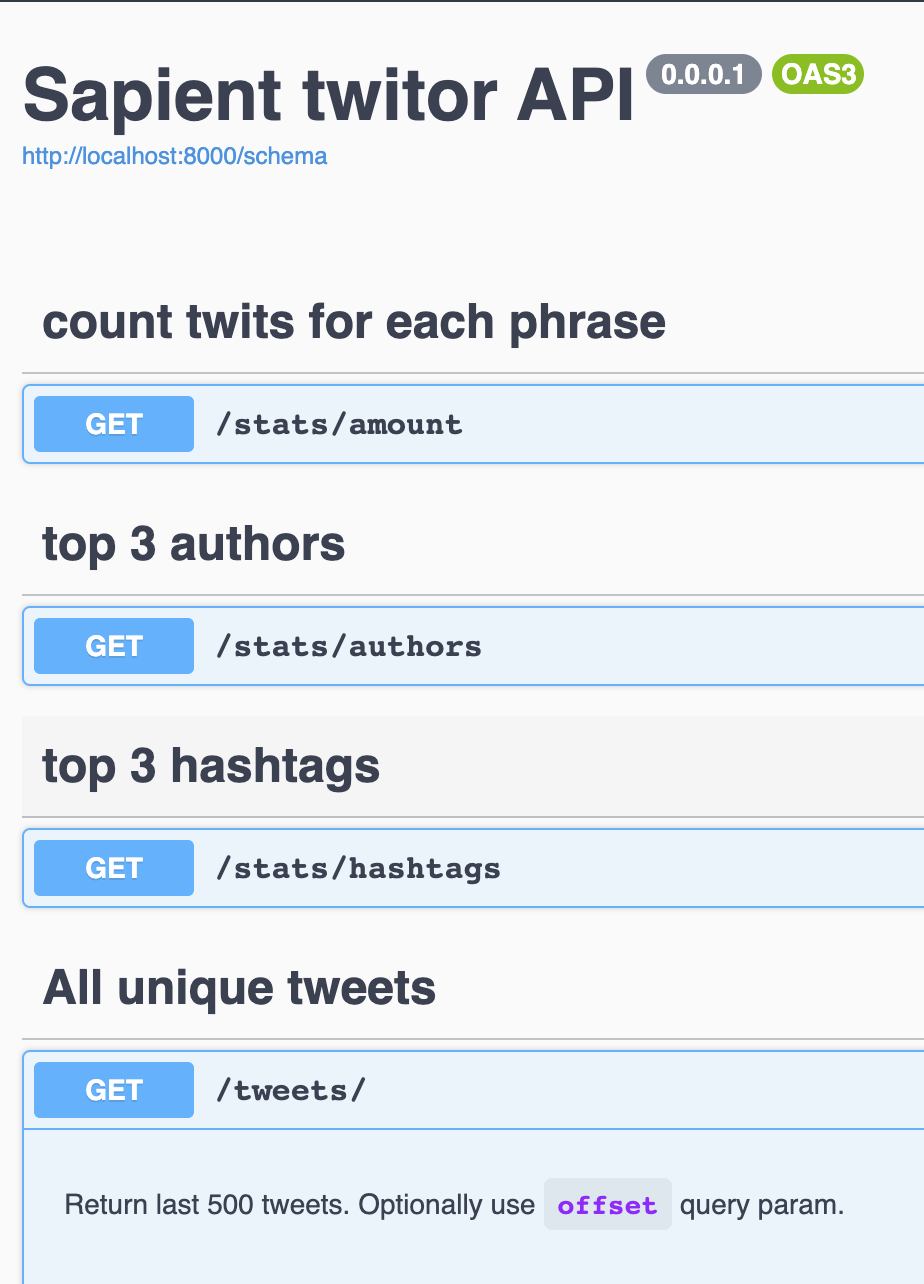 Sapient twitor API 0.0.0.1 OAS3
http://localhost:8000/schema
count twits for each phrase
GET /stats/amount
top 3 authors
GET /stats/authors
top 3 hashtags
GET /stats/hashtags
All unique tweets
GET /tweets/
Return last 500 tweets. Optionally use offset query param.